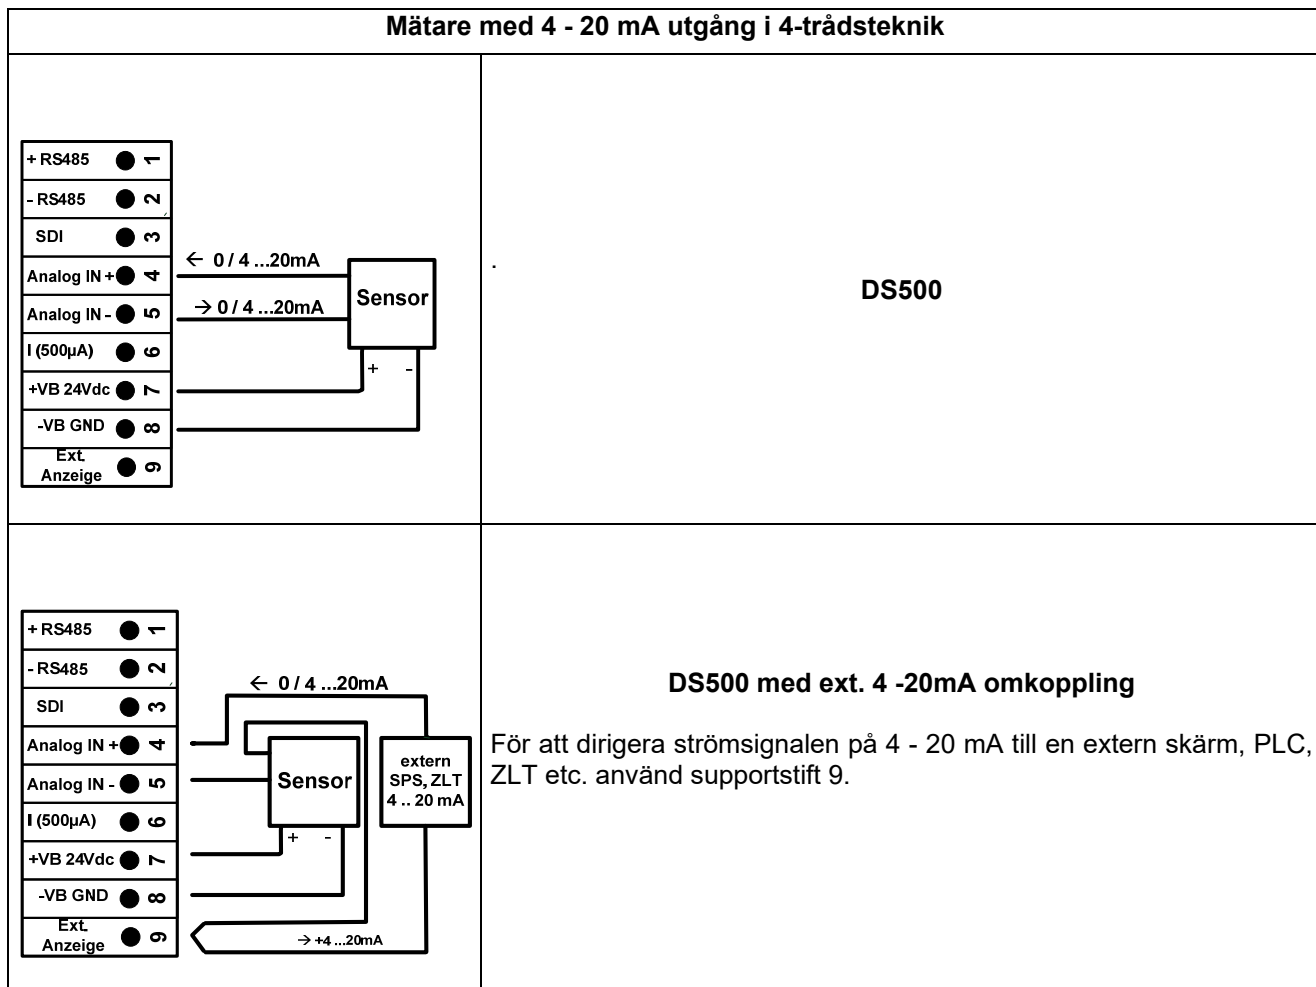 Mätare med 4 - 20 mA utgång i 4-trådsteknik
+ RS485 1
- RS485 2
SDI 3
Analog IN + 4
Analog IN - 5
I (500µA) 6
+VB 24Vdc 7
-VB GND 8
Ext.
Anzeige 9
← 0 / 4 ...20mA
→ 0 / 4 ...20mA
Sensor
+ -
.
DS500
+ RS485 1
- RS485 2
SDI 3
Analog IN + 4
Analog IN - 5
I (500µA) 6
+VB 24Vdc 7
-VB GND 8
Ext.
Anzeige 9
← 0 / 4 ...20mA
Sensor
+ -
extern
SPS, ZLT
4 .. 20 mA
→ +4 ...20mA
DS500 med ext. 4 -20mA omkoppling
För att dirigera strömsignalen på 4 - 20 mA till en extern skärm, PLC,
ZLT etc. använd supportstift 9.